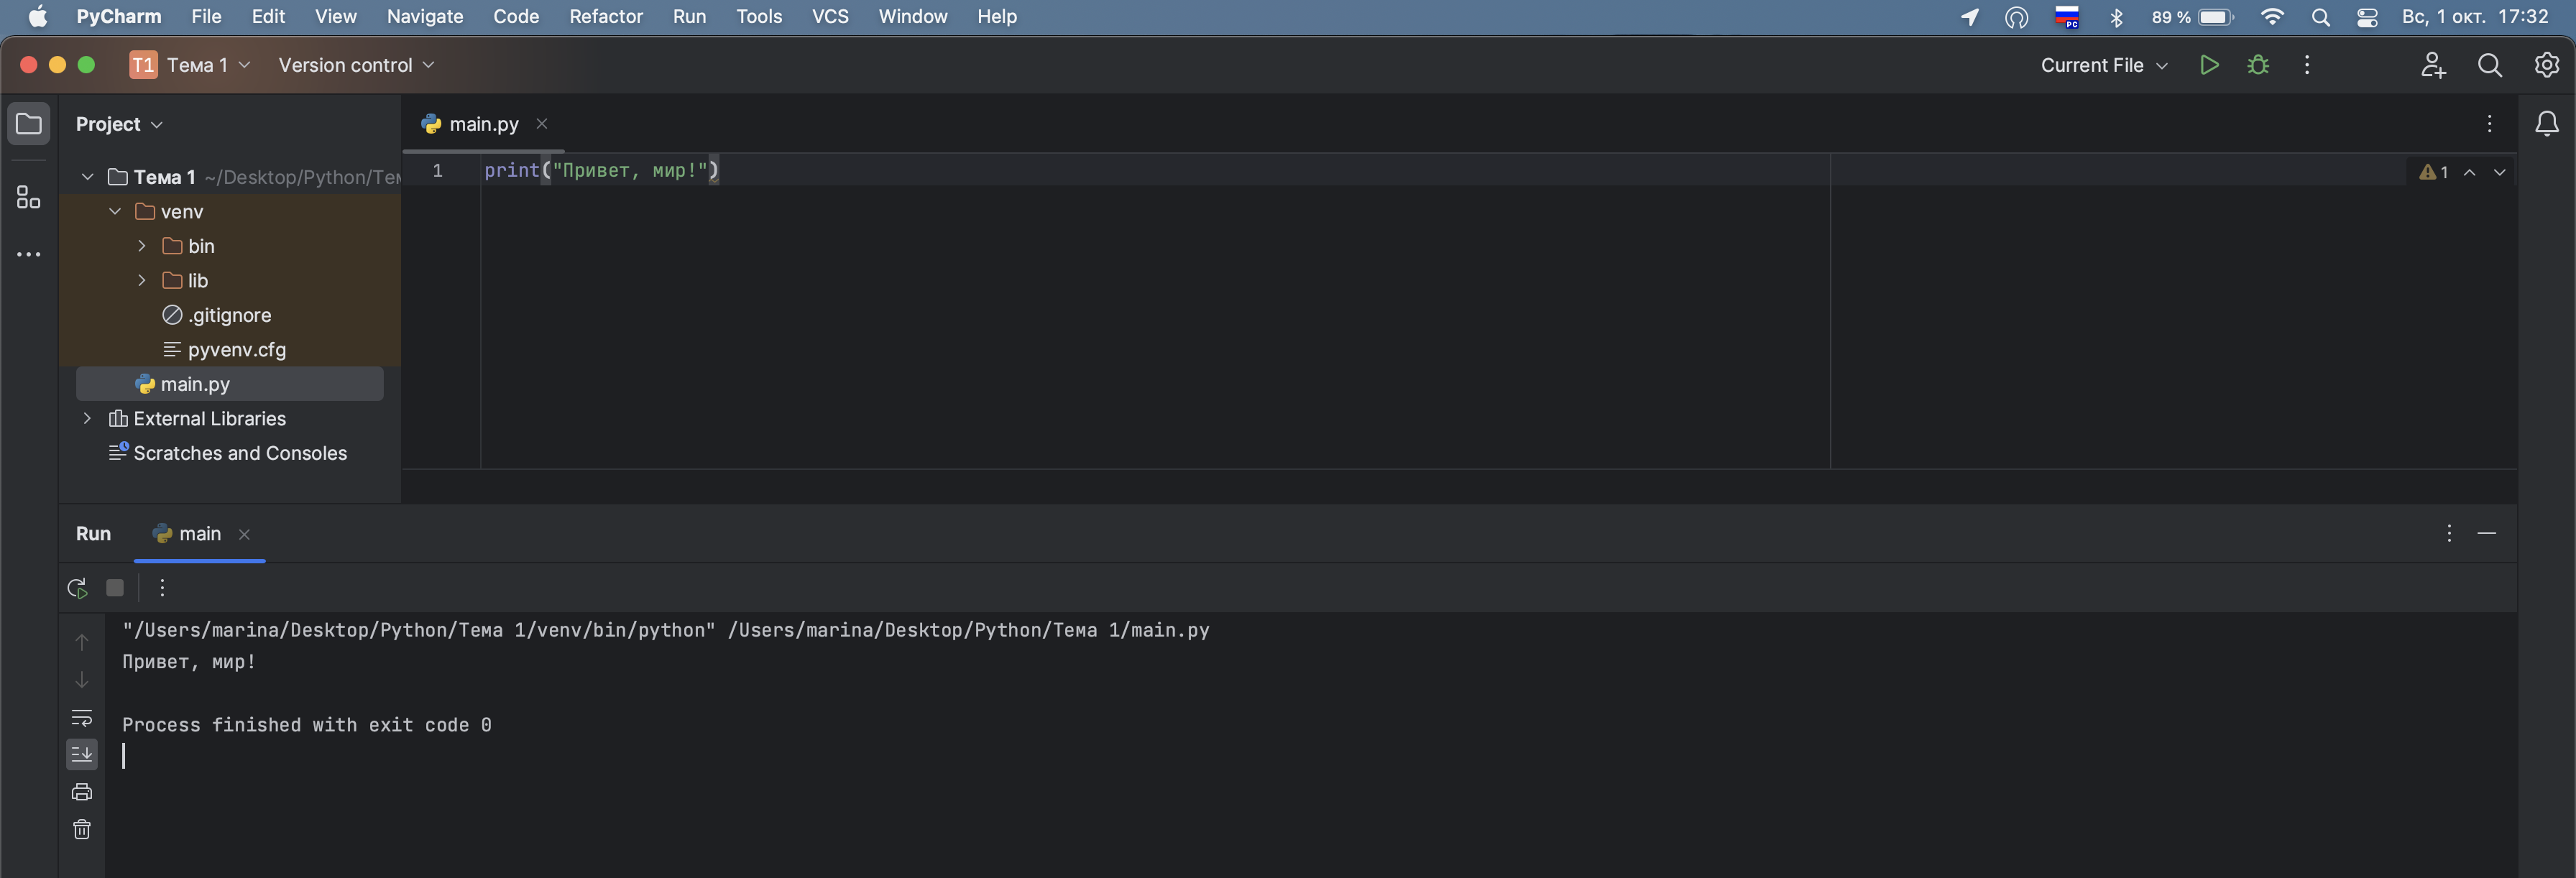 PyCharm File Edit View Navigate Code Refactor Run Tools VCS Window Help РС 89 % Вс, 1 окт. 17:32
T1 Тема 1 Version control Current File
Project
main.py
Тема 1 ~/Desktop/Python/Тем
venv
bin
lib
.gitignore
pyvenv.cfg
main.py
External Libraries
Scratches and Consoles
1 print("Привет, мир!") 1
Run main
"/Users/marina/Desktop/Python/Тема 1/venv/bin/python" /Users/marina/Desktop/Python/Тема 1/main.py
Привет, мир!
Process finished with exit code 0